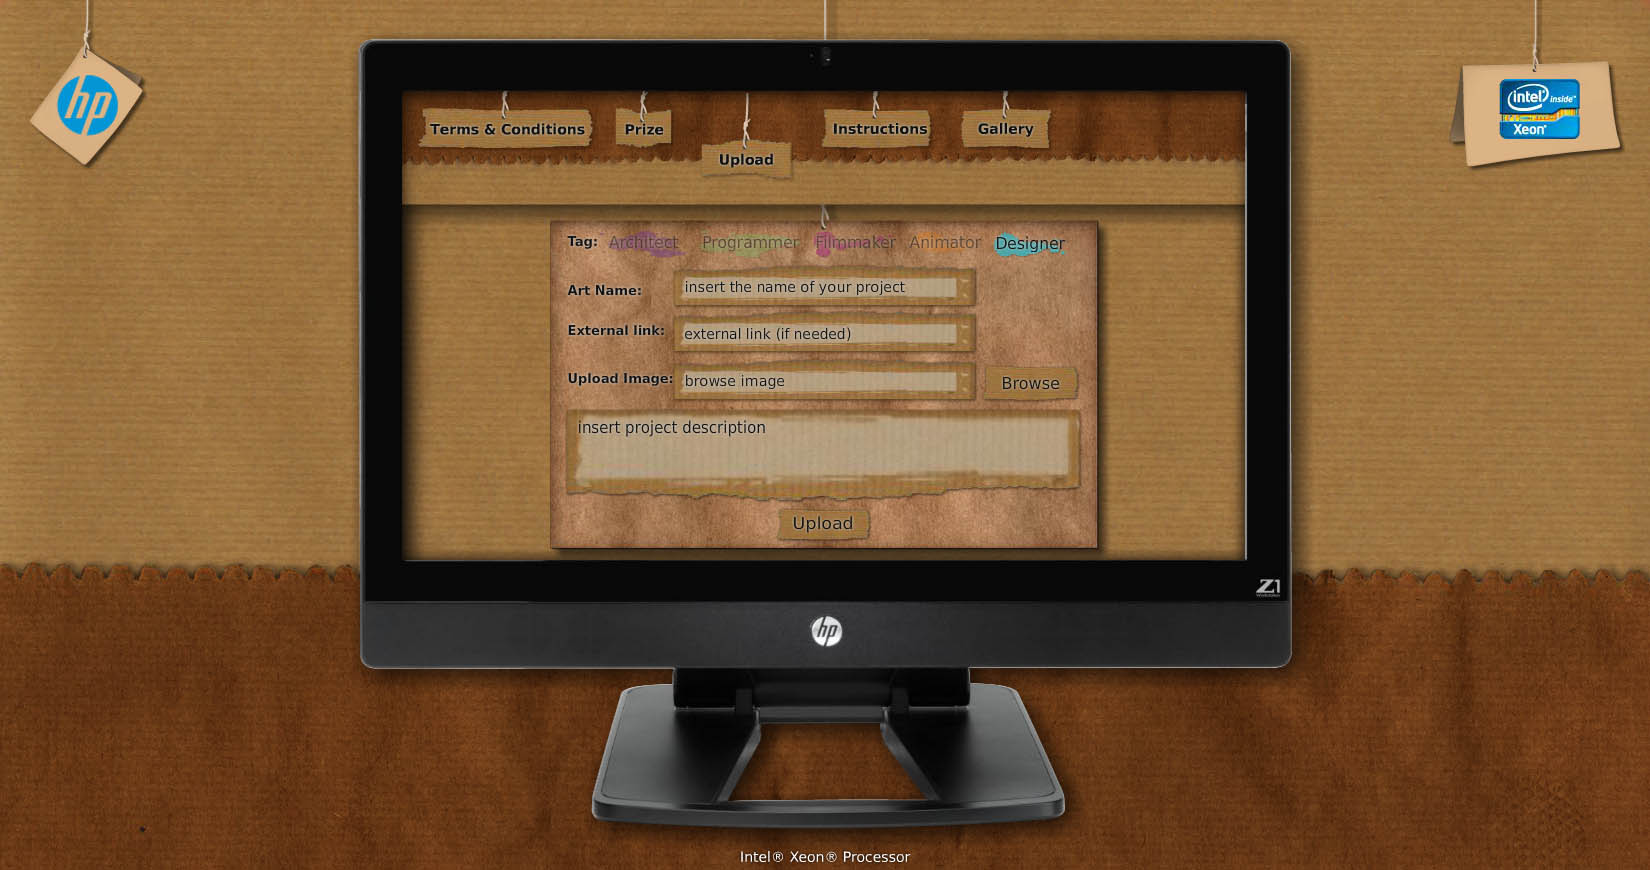 hp
intel inside™
Xeon®
Terms & Conditions
Prize
Upload
Instructions
Gallery
Tag: Architect Programmer Filmmaker Animator Designer
Art Name: insert the name of your project
External link: external link (if needed)
Upload Image: browse image Browse
insert project description
Upload
Z1
hp
Intel® Xeon® Processor